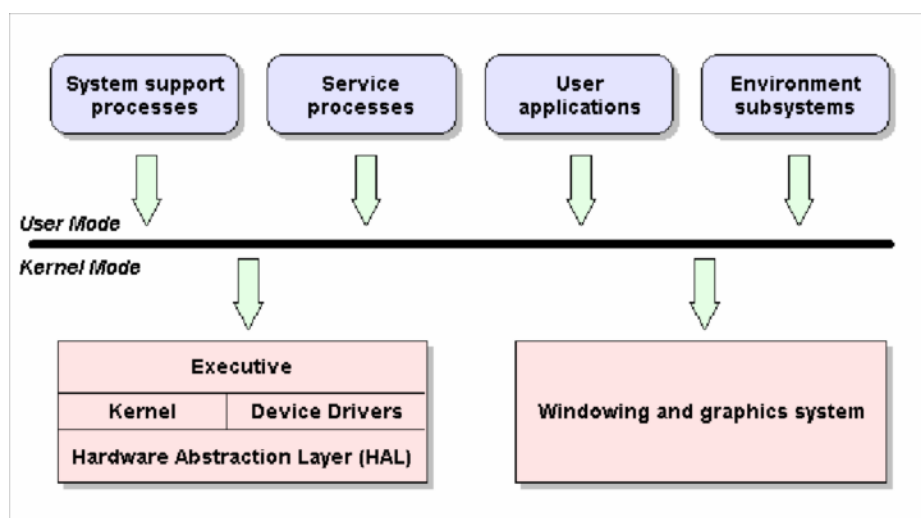 System support
processes
Service
processes
User
applications
Environment
subsystems
User Mode
Kernel Mode
Executive
Kernel
Device Drivers
Hardware Abstraction Layer (HAL)
Windowing and graphics system